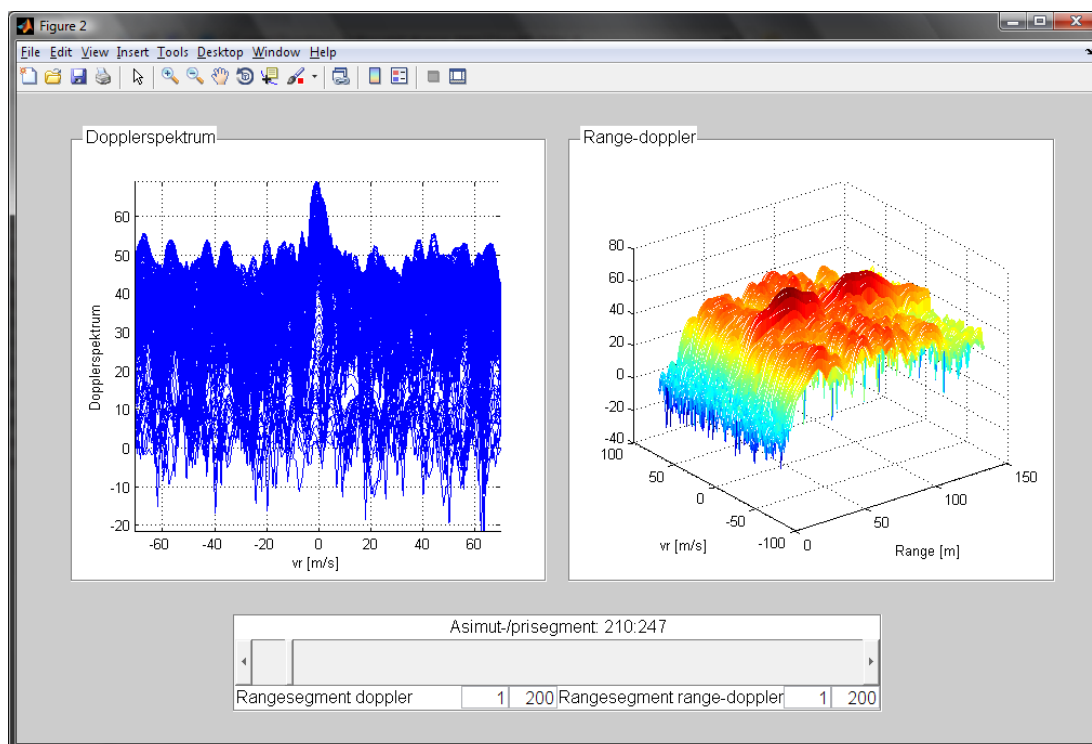 Figure 2
File Edit View Insert Tools Desktop Window Help
Dopplerspektrum
Dopplerspektrum
60
50
40
30
20
10
0
-10
-20
-60 -40 -20 0 20 40 60
vr [m/s]
Range-doppler
80
60
40
20
0
-20
-40
100
50
0
-50
-100
vr [m/s]
0
50
100
150
Range [m]
Asimut-/prisegment: 210:247
Rangesegment doppler 1 200 Rangesegment range-doppler 1 200